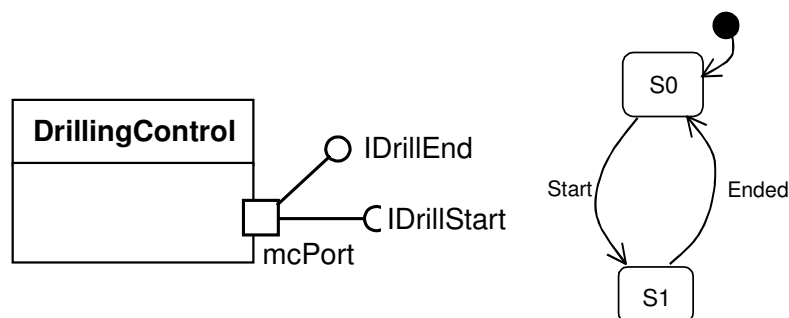 DrillingControl
IDrillEnd
IDrillStart
mcPort
S0
Start
Ended
S1